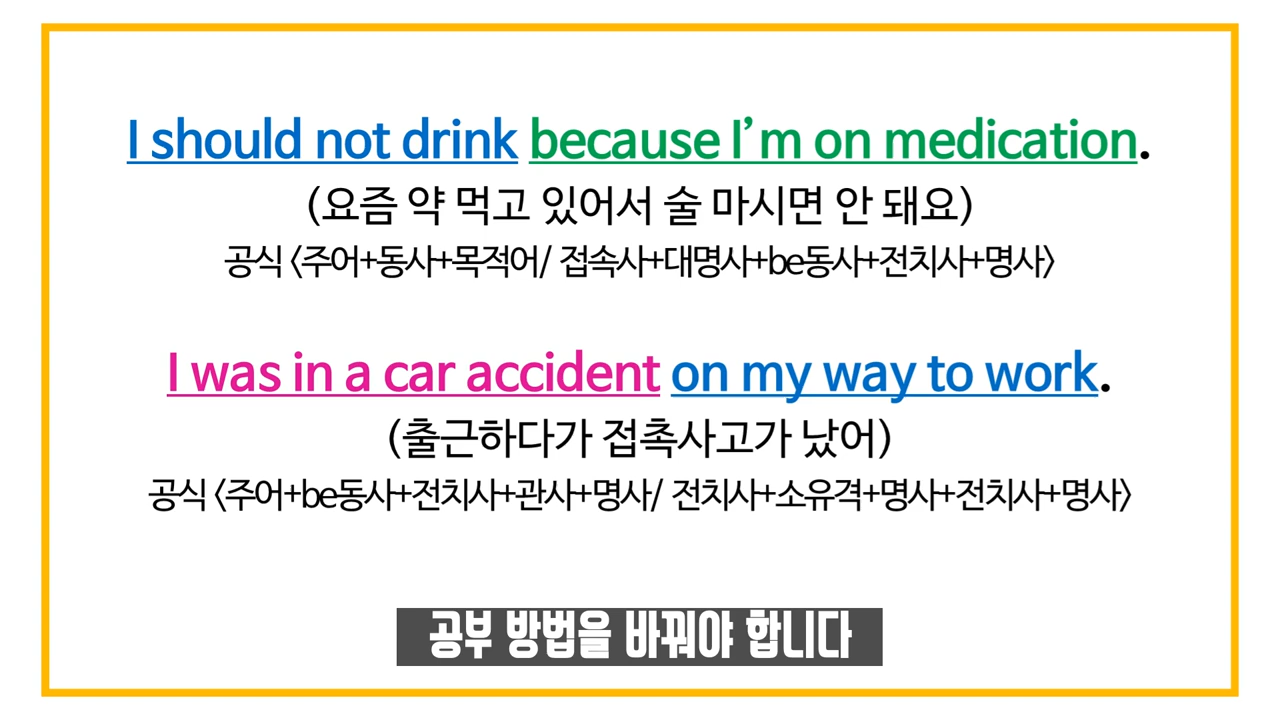 I should not drink because I’m on medication.
(요즘 약 먹고 있어서 술 마시면 안 돼요)
공식 <주어+동사+목적어/ 접속사+대명사+be동사+전치사+명사>
I was in a car accident on my way to work.
(출근하다가 접촉사고가 났어)
공식 <주어+be동사+전치사+관사+명사/ 전치사+소유격+명사+전치사+명사>
공부 방법을 바꿔야 합니다